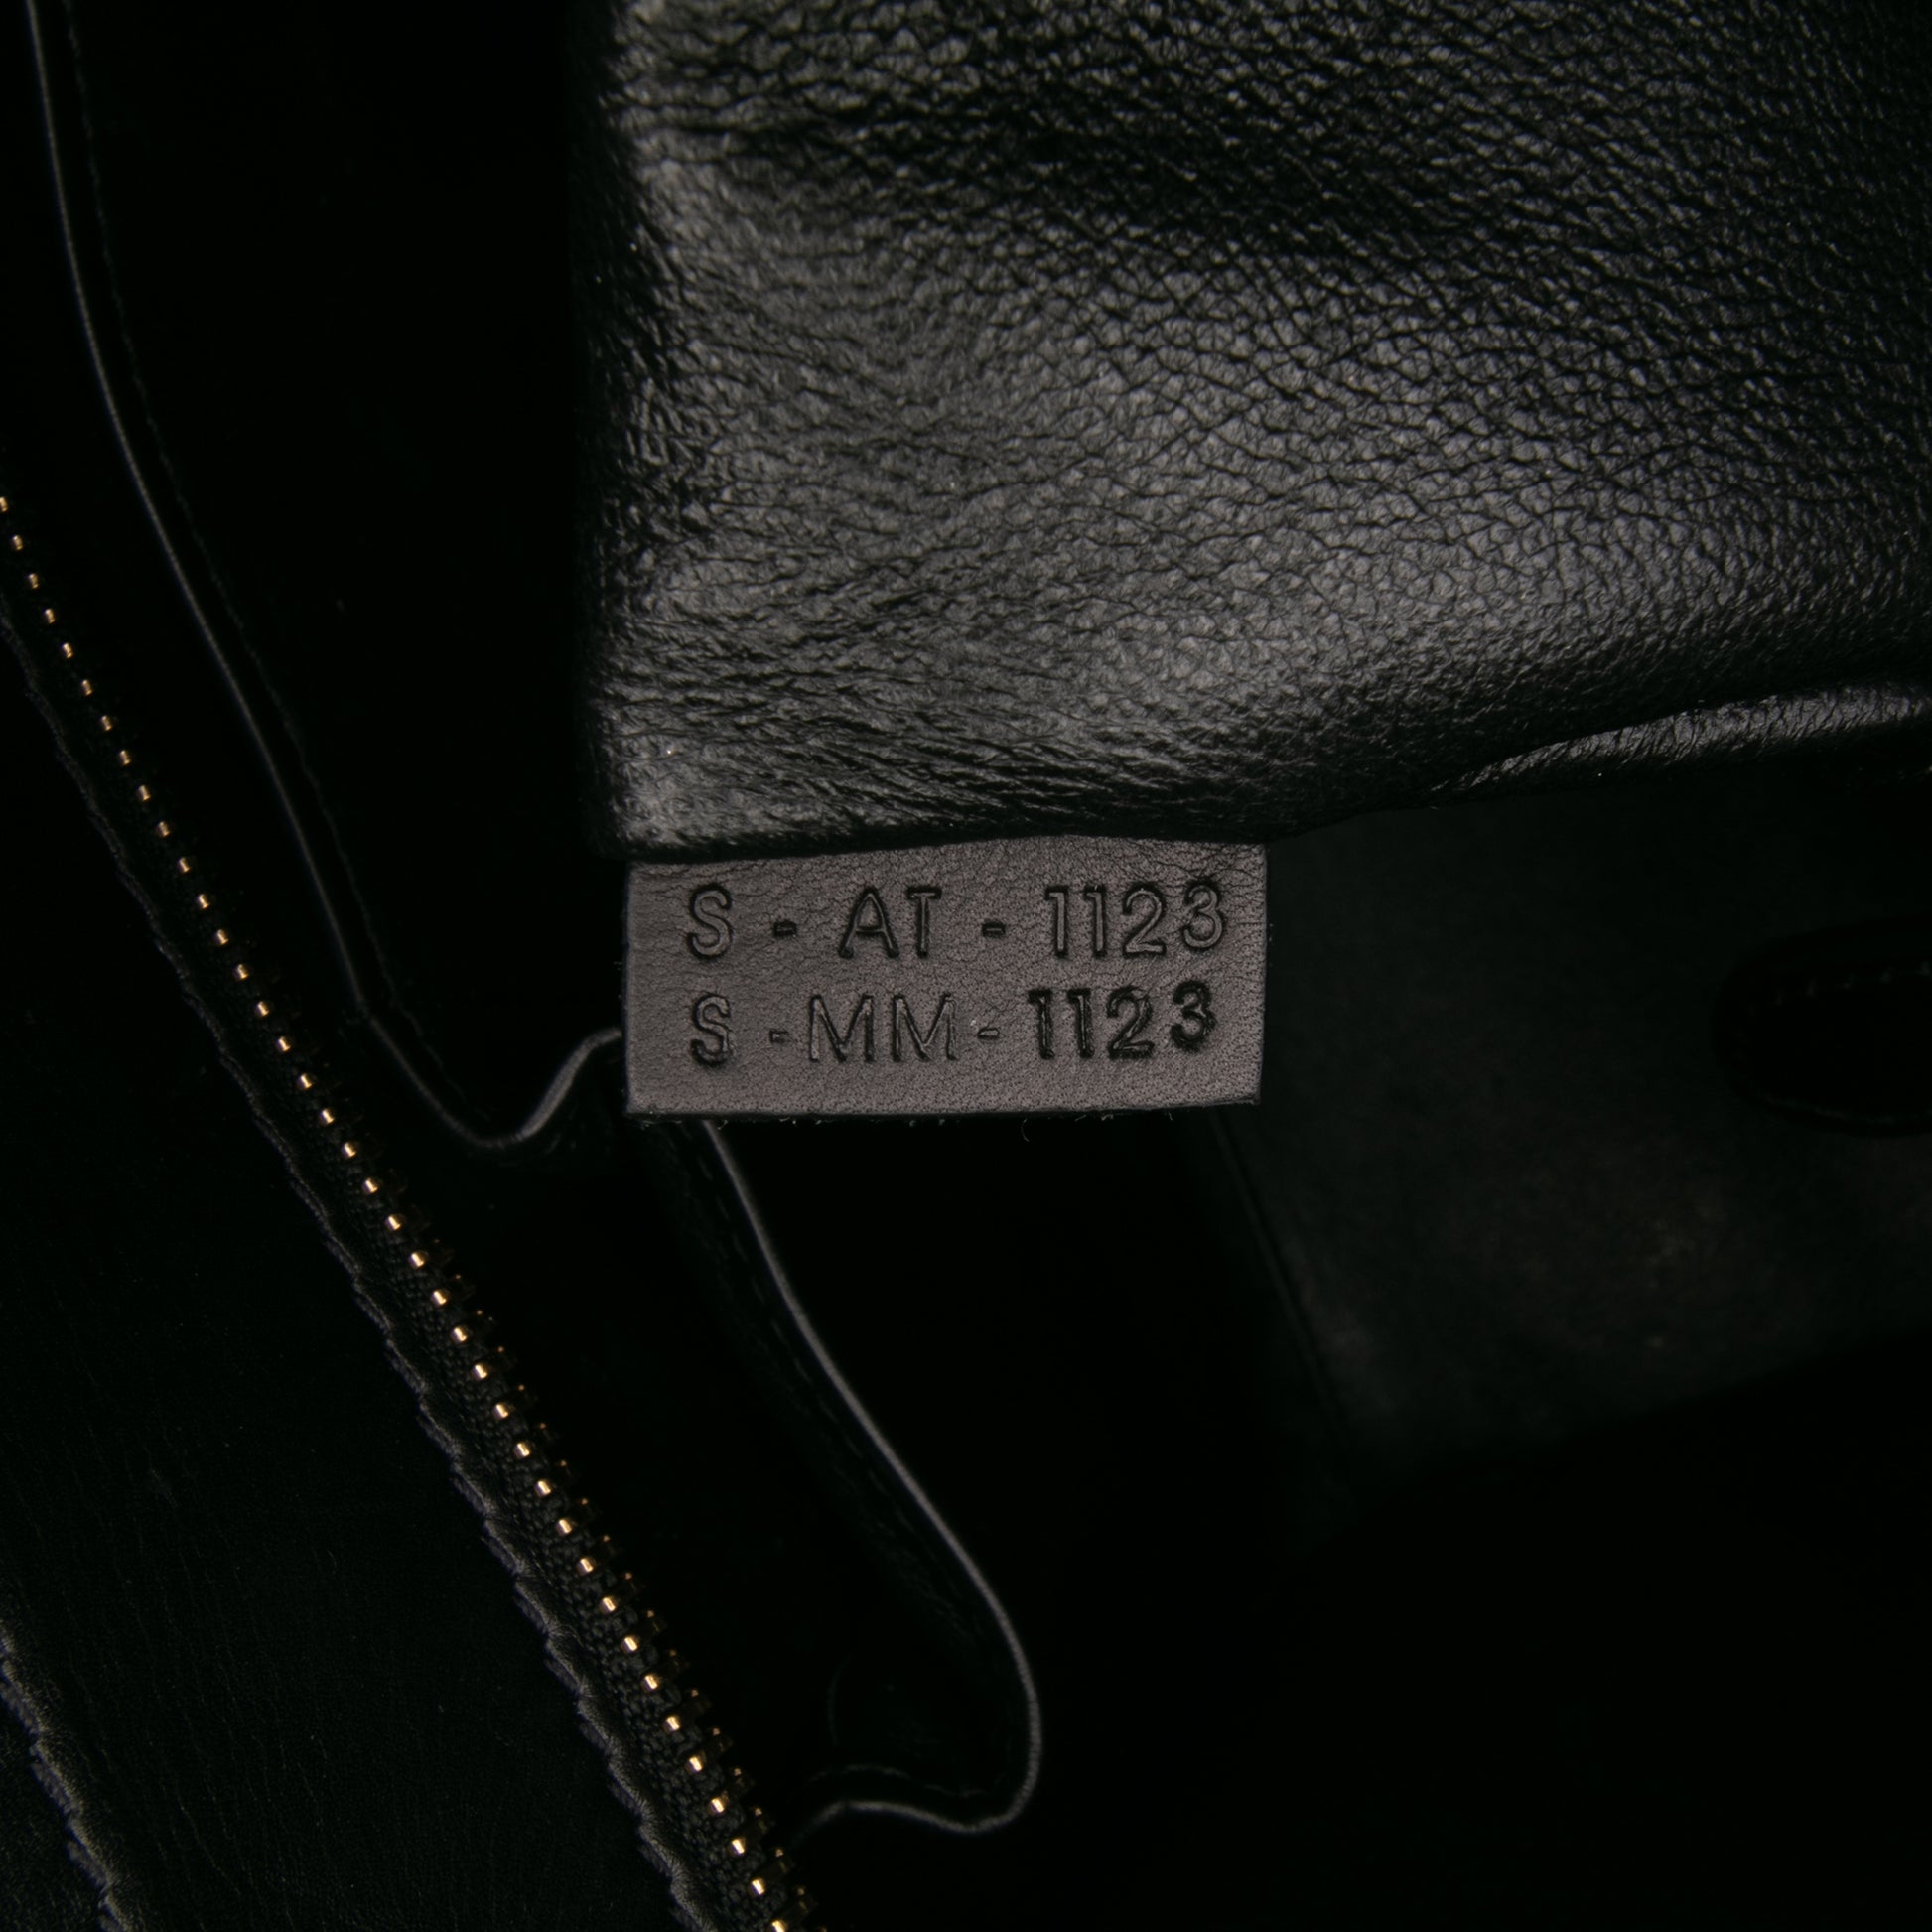 S - AT - 1123
S - MM - 1123